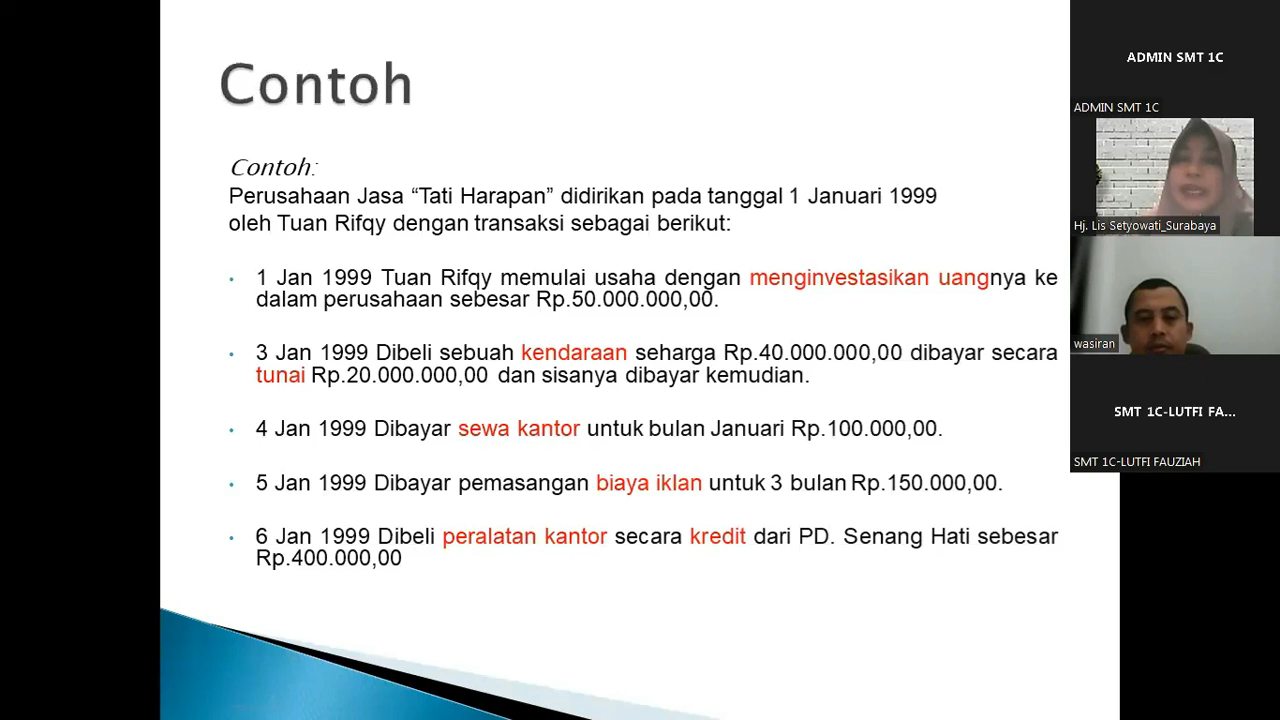 Contoh
Contoh:
Perusahaan Jasa “Tati Harapan” didirikan pada tanggal 1 Januari 1999
oleh Tuan Rifqy dengan transaksi sebagai berikut:
• 1 Jan 1999 Tuan Rifqy memulai usaha dengan menginvestasikan uangnya ke
dalam perusahaan sebesar Rp.50.000.000,00.
• 3 Jan 1999 Dibeli sebuah kendaraan seharga Rp.40.000.000,00 dibayar secara
tunai Rp.20.000.000,00 dan sisanya dibayar kemudian.
• 4 Jan 1999 Dibayar sewa kantor untuk bulan Januari Rp.100.000,00.
• 5 Jan 1999 Dibayar pemasangan biaya iklan untuk 3 bulan Rp.150.000,00.
• 6 Jan 1999 Dibeli peralatan kantor secara kredit dari PD. Senang Hati sebesar
Rp.400.000,00
ADMIN SMT 1C
ADMIN SMT 1C
Hj. Lis Setyowati_Surabaya
wasiran
SMT 1C-LUTFI FA...
SMT 1C-LUTFI FAUZIAH